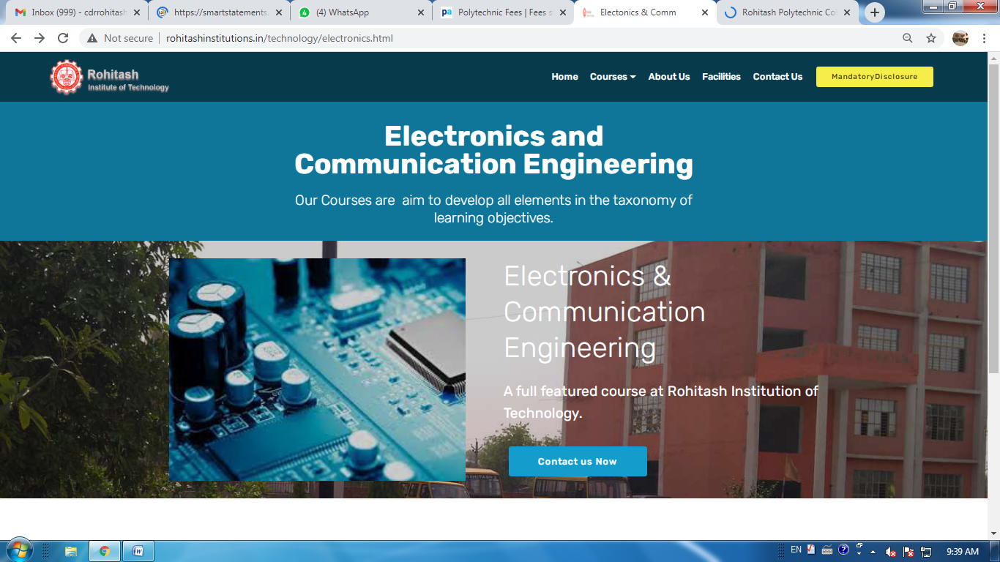 Inbox (999) - cdrrohitash
https://smartstatements.
(4) WhatsApp
Polytechnic Fees | Fees s
Electonics & Comm
Rohitash Polytechnic Co
Not secure
rohitashinstitutions.in/technology/electronics.html
Rohitash
Institute of Technology
Home
Courses
About Us
Facilities
Contact Us
MandatoryDisclosure
Electronics and
Communication Engineering
Our Courses are  aim to develop all elements in the taxonomy of
learning objectives.
Electronics &
Communication
Engineering
A full featured course at Rohitash Institution of
Technology.
Contact us Now
EN
9:39 AM